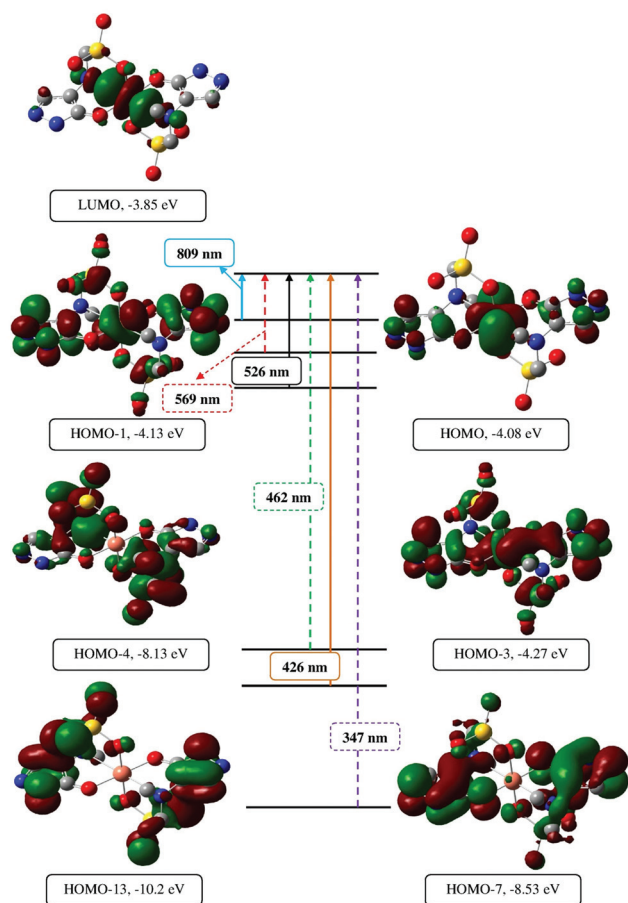 LUMO, -3.85 eV
809 nm
526 nm
569 nm
HOMO-1, -4.13 eV
HOMO, -4.08 eV
462 nm
HOMO-4, -8.13 eV
HOMO-3, -4.27 eV
426 nm
347 nm
HOMO-13, -10.2 eV
HOMO-7, -8.53 eV